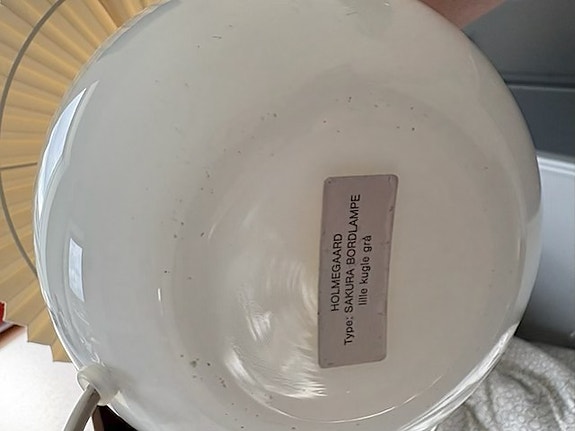 HOLMEGAARD
Type: SAKURA BORDLAMPE
lille kugle grå